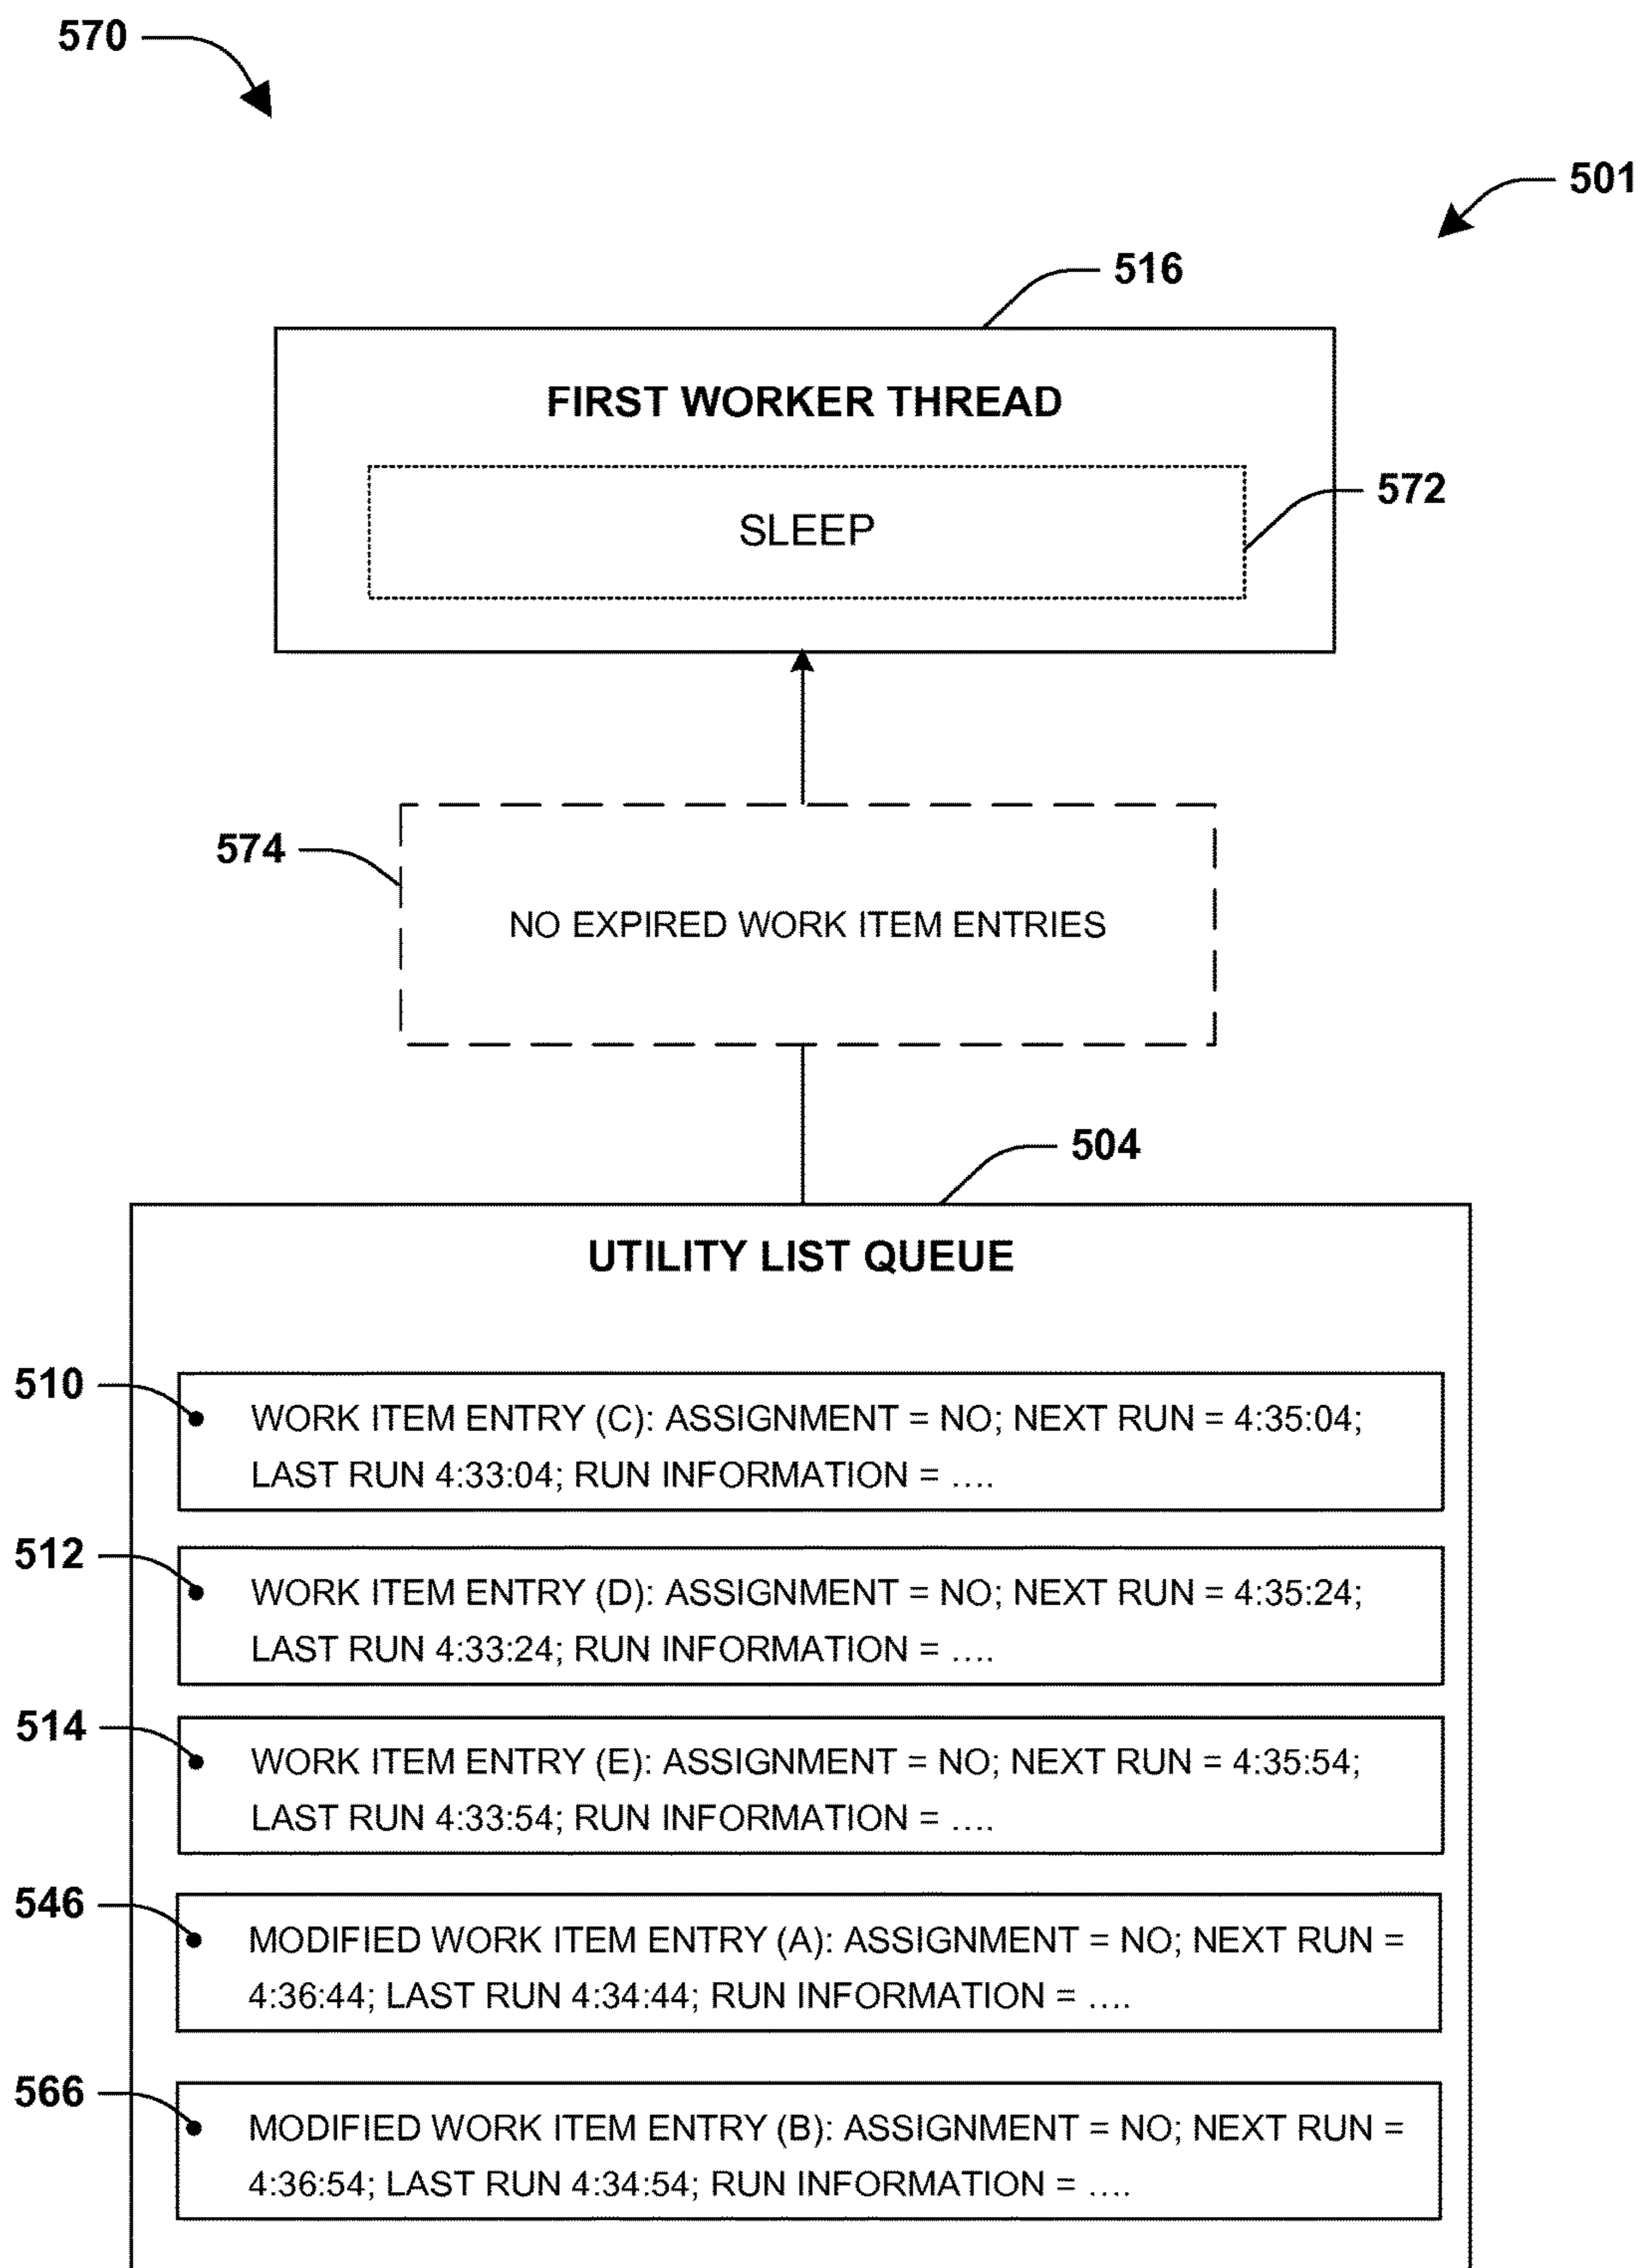 570
501
516
FIRST WORKER THREAD
572
SLEEP
574
NO EXPIRED WORK ITEM ENTRIES
504
UTILITY LIST QUEUE
510
WORK ITEM ENTRY (C): ASSIGNMENT = NO; NEXT RUN = 4:35:04;
LAST RUN 4:33:04; RUN INFORMATION = ….
512
WORK ITEM ENTRY (D): ASSIGNMENT = NO; NEXT RUN = 4:35:24;
LAST RUN 4:33:24; RUN INFORMATION = ….
514
WORK ITEM ENTRY (E): ASSIGNMENT = NO; NEXT RUN = 4:35:54;
LAST RUN 4:33:54; RUN INFORMATION = ….
546
MODIFIED WORK ITEM ENTRY (A): ASSIGNMENT = NO; NEXT RUN =
4:36:44; LAST RUN 4:34:44; RUN INFORMATION = ….
566
MODIFIED WORK ITEM ENTRY (B): ASSIGNMENT = NO; NEXT RUN =
4:36:54; LAST RUN 4:34:54; RUN INFORMATION = ….